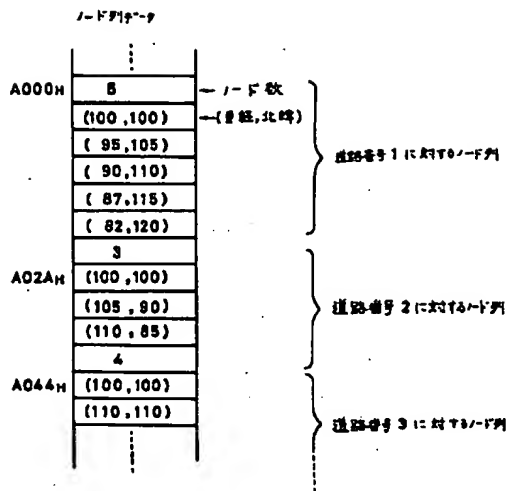 ノード列データ
A000H 5 ←ノード数
(100,100) ←(東経,北緯)
( 95,105)
( 90,110) 道路番号1に対するノード列
( 87,115)
( 82,120)
3
A02AH (100,100)
(105,90) 道路番号2に対するノード列
(110,85)
4
A044H (100,100)
(110,110) 道路番号3に対するノード列